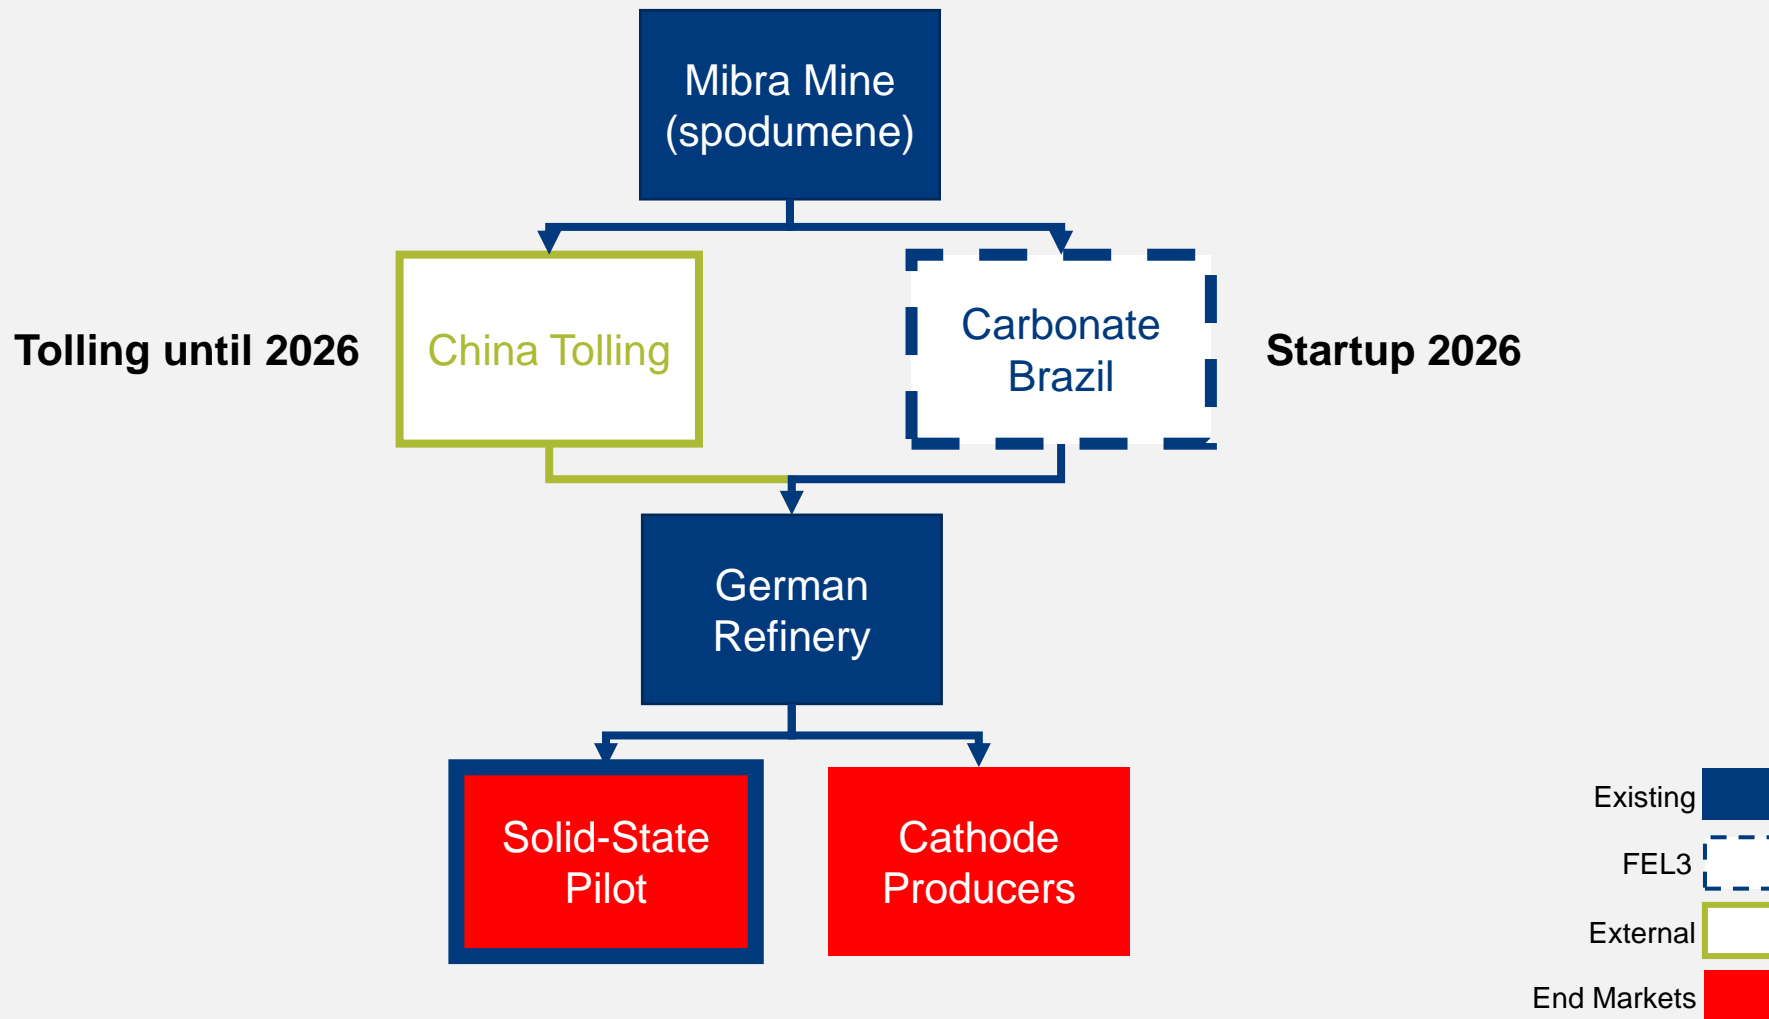 Mibra Mine
(spodumene)
Tolling until 2026
China Tolling
Carbonate
Brazil
Startup 2026
German
Refinery
Solid-State
Pilot
Cathode
Producers
Existing
FEL3
External
End Markets